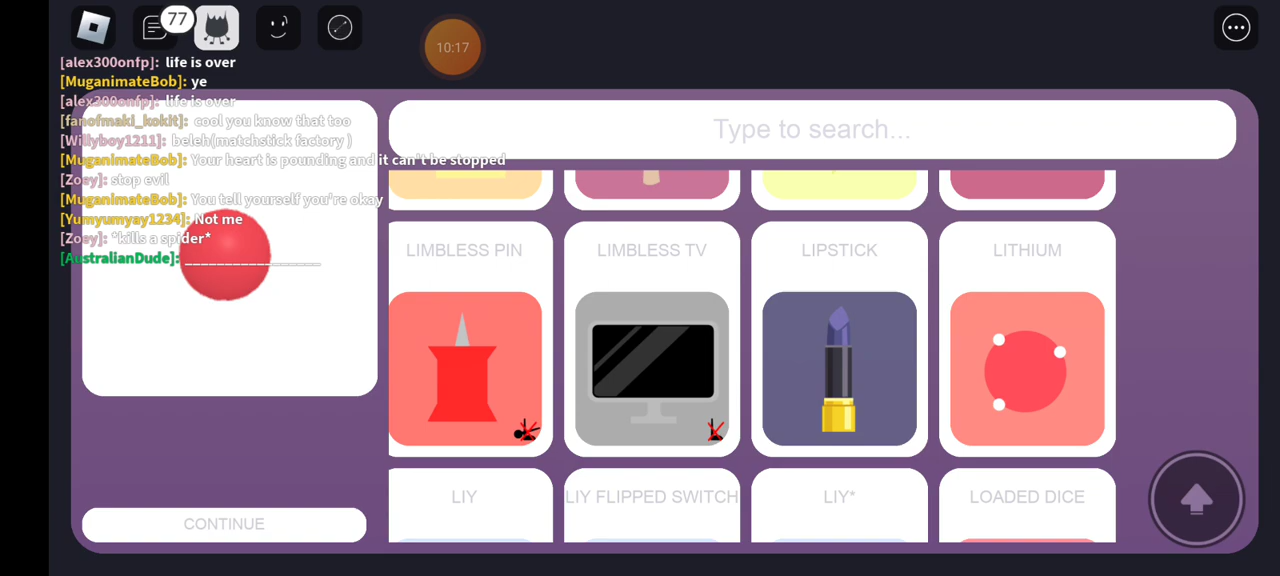 77
10:17
[alex300onfp]: life is over
[MuganimateBob]: ye
[alex300onfp]: life is over
[fanofmaki_kokit]: cool you know that too
[Willyboy1211]: beleh(matchstick factory )
[MuganimateBob]: Your heart is pounding and it can't be stopped
[Zoey]: stop evil
[MuganimateBob]: You tell yourself you're okay
[Yumyumyay1234]: Not me
[Zoey]: *kills a spider*
[AustralianDude]: __________________
Type to search...
LIMBLESS PIN
LIMBLESS TV
LIPSTICK
LITHIUM
LIY
LIY FLIPPED SWITCH
LIY*
LOADED DICE
CONTINUE